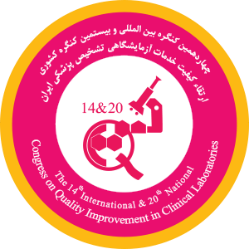 چهاردهمین کنگره بین المللی و بیستمین کنگره کشوری
ارتقاء کیفیت خدمات آزمایشگاهی تشخیص پزشکی ایران
14&20
The 14th International & 20th National
Congress on Quality Improvement in Clinical Laboratories